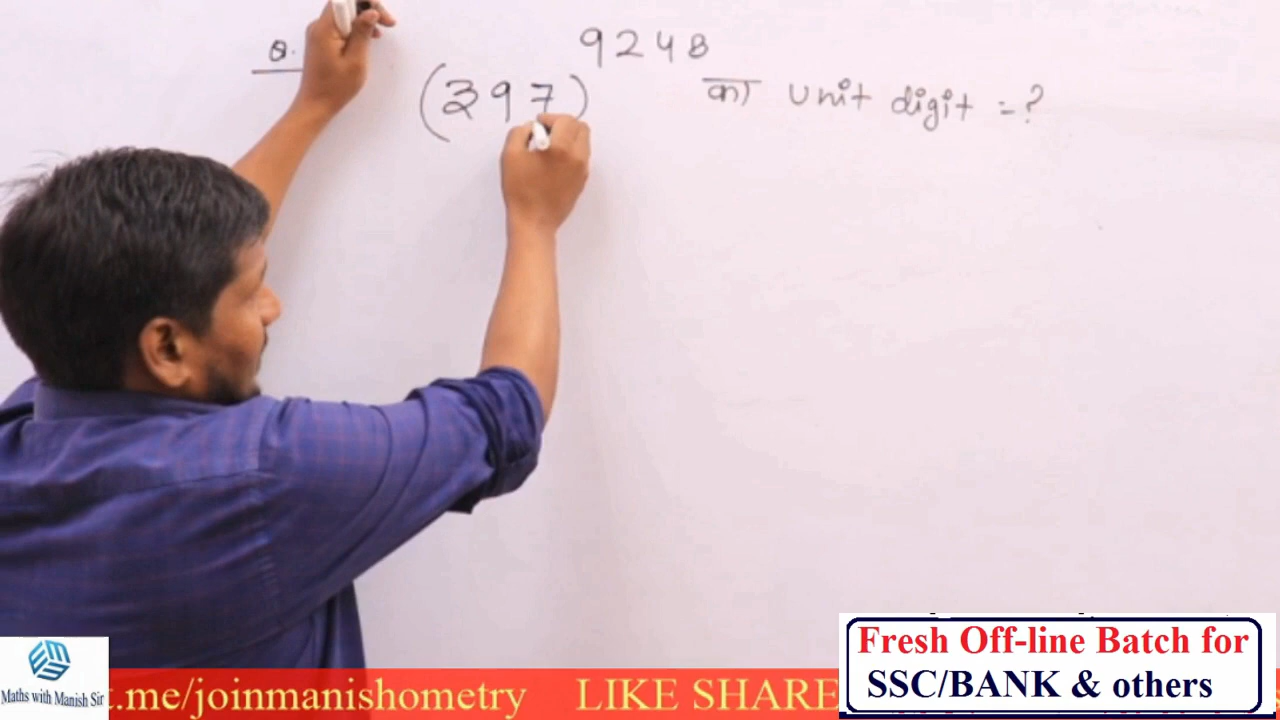 Q.
(397)^9248 का unit digit = ?
Maths with Manish Sir
t.me/joinmanishometry LIKE SHARE
Fresh Off-line Batch for
SSC/BANK & others